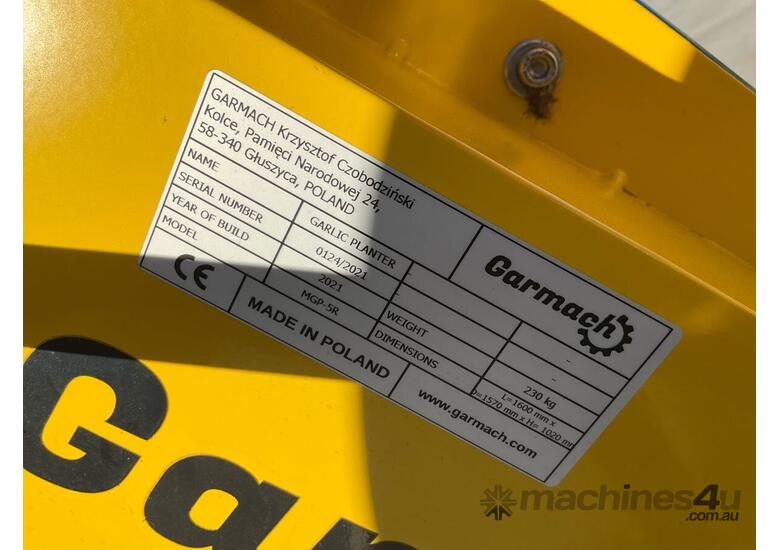 GARMACH Krzysztof Czobodziński
Kolce, Pamięci Narodowej 24,
58-340 Głuszyca, POLAND
Garmach
NAME GARLIC PLANTER - -
SERIAL NUMBER 0124/2021 - -
YEAR OF BUILD 2021 WEIGHT 230 kg
MODEL MGP-5R DIMENSIONS L=1600 mm x
D=1570 mm x H= 1020 mm
CE MADE IN POLAND www.garmach.com
Gar
machines4u
.com.au